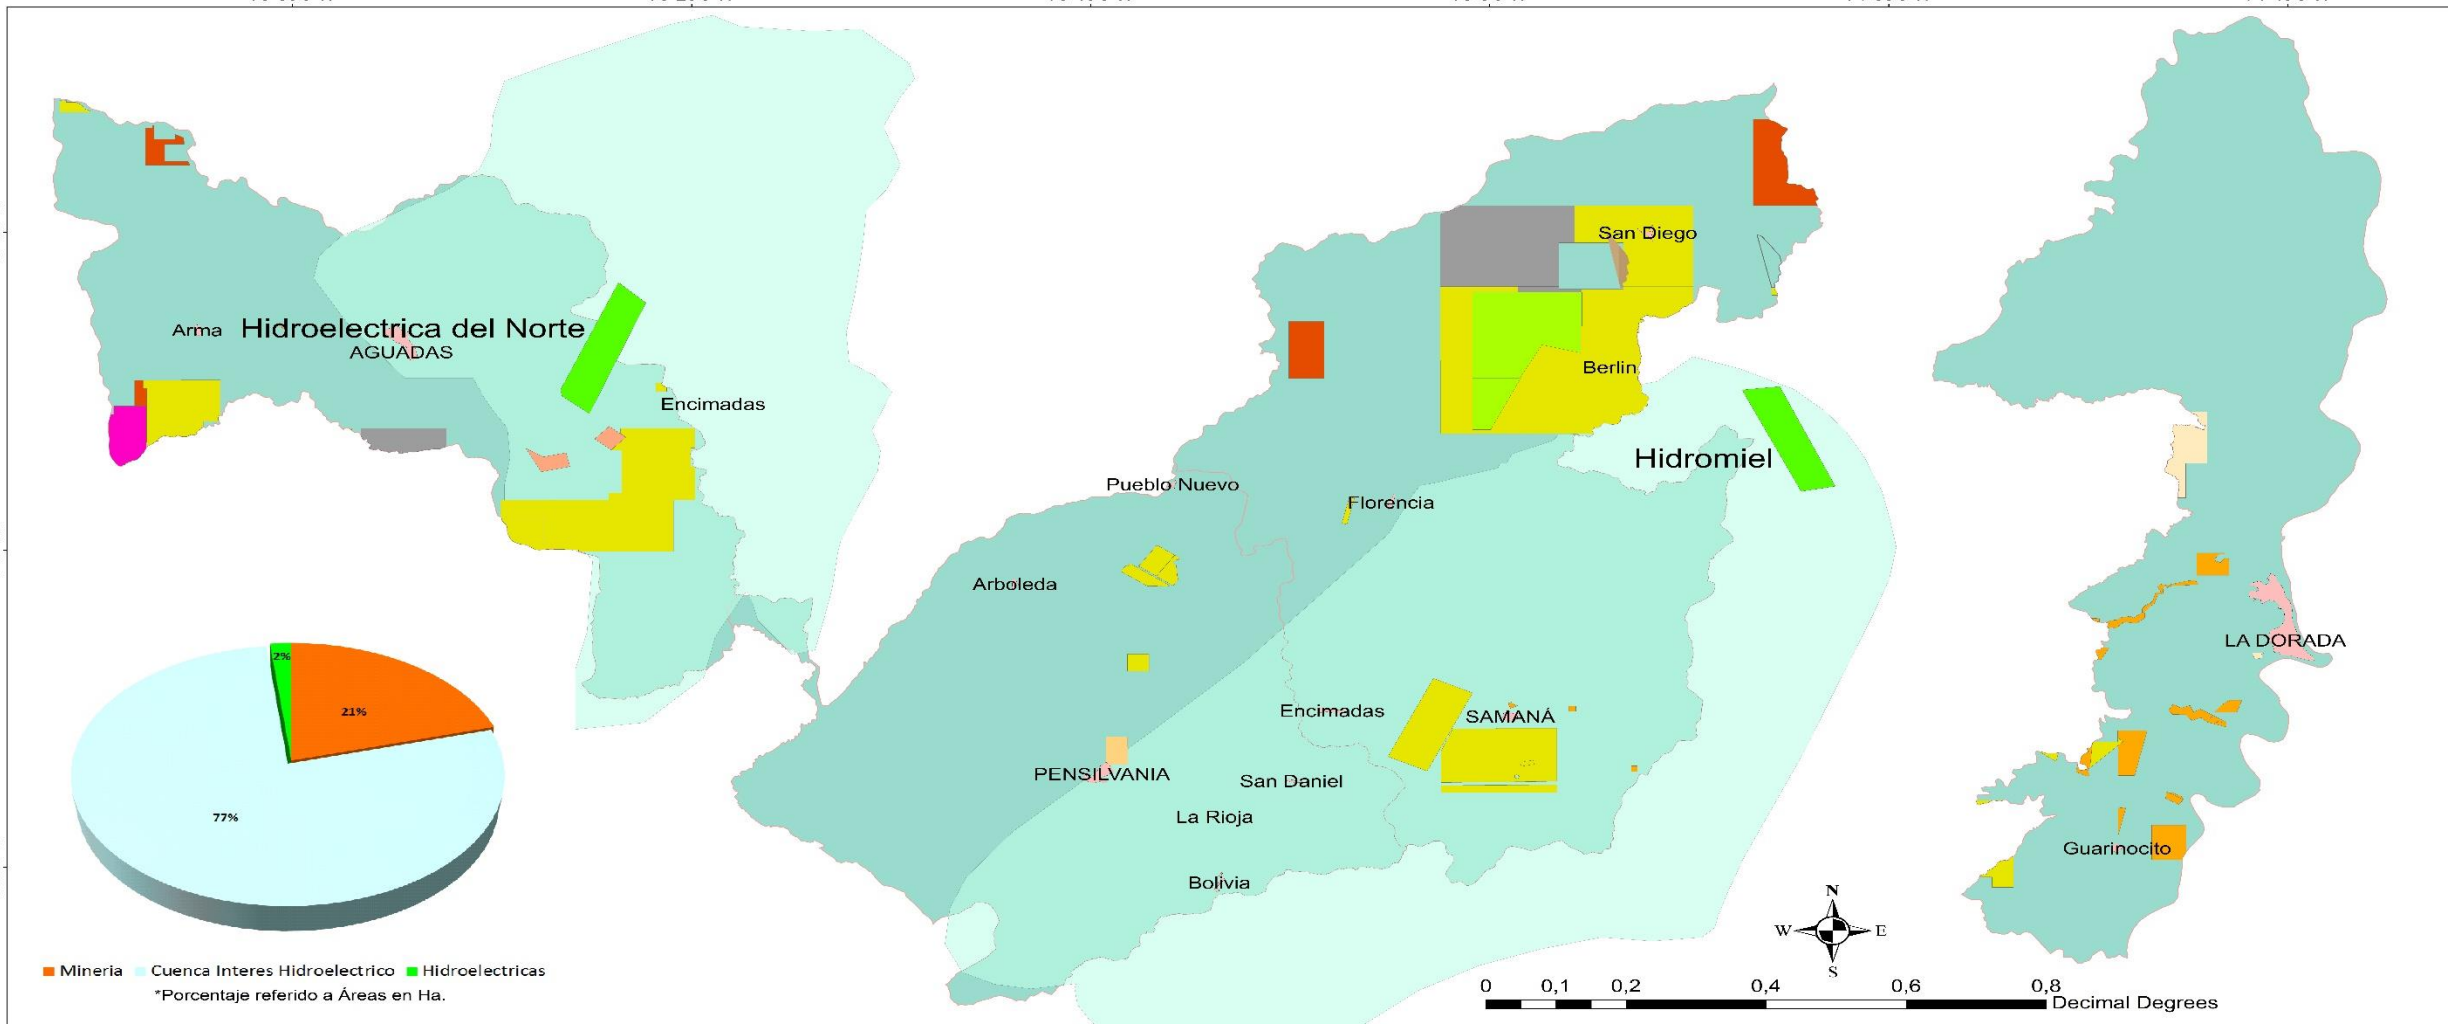 San Diego
Arma
Hidroelectrica del Norte
AGUADAS
Berlin
Encimadas
Hidromiel
Pueblo Nuevo
Florencia
Arboleda
LA DORADA
2%
21%
Encimadas
SAMANÁ
PENSILVANIA
San Daniel
77%
La Rioja
Guarinocito
Bolivia
N
W
E
S
Mineria
Cuenca Interes Hidroelectrico
Hidroelectricas
*Porcentaje referido a Áreas en Ha.
0 0,1 0,2 0,4 0,6 0,8
Decimal Degrees